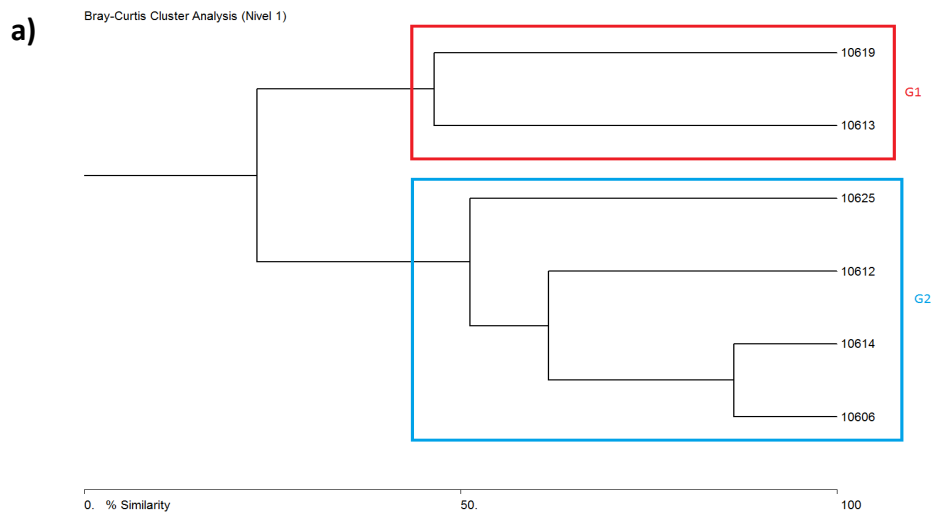 a)
Bray-Curtis Cluster Analysis (Nivel 1)
10619
G1
10613
10625
10612
G2
10614
10606
0. % Similarity 50. 100